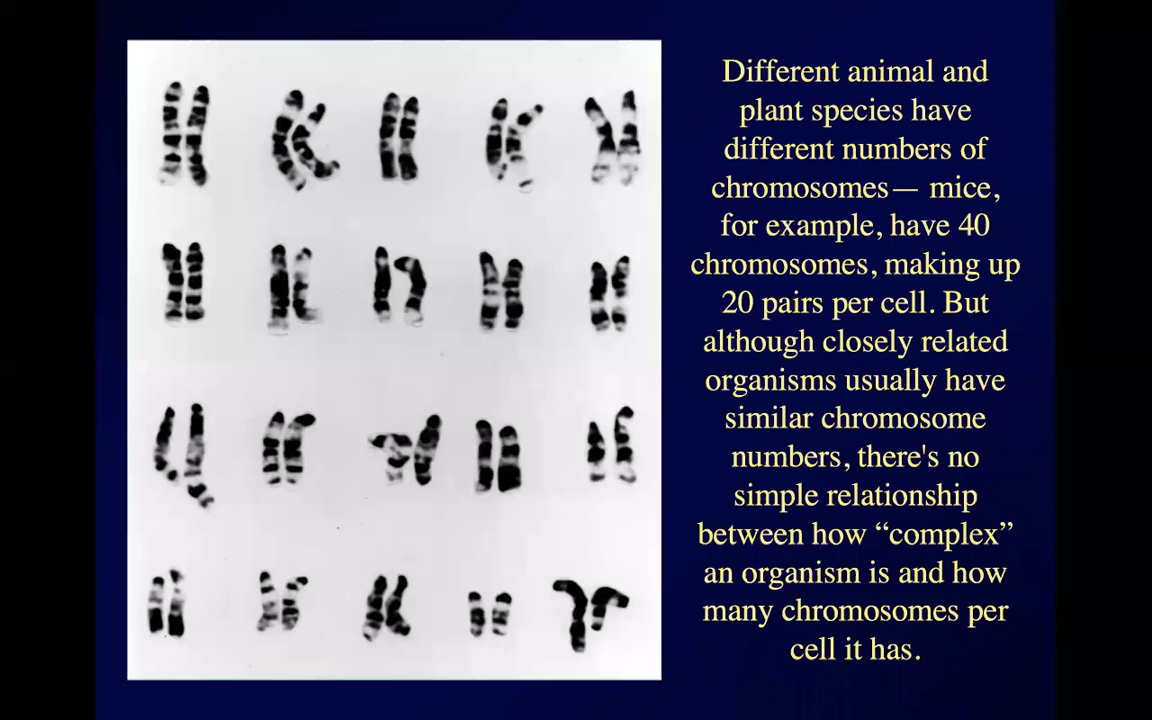 Different animal and
plant species have
different numbers of
chromosomes— mice,
for example, have 40
chromosomes, making up
20 pairs per cell. But
although closely related
organisms usually have
similar chromosome
numbers, there's no
simple relationship
between how “complex”
an organism is and how
many chromosomes per
cell it has.